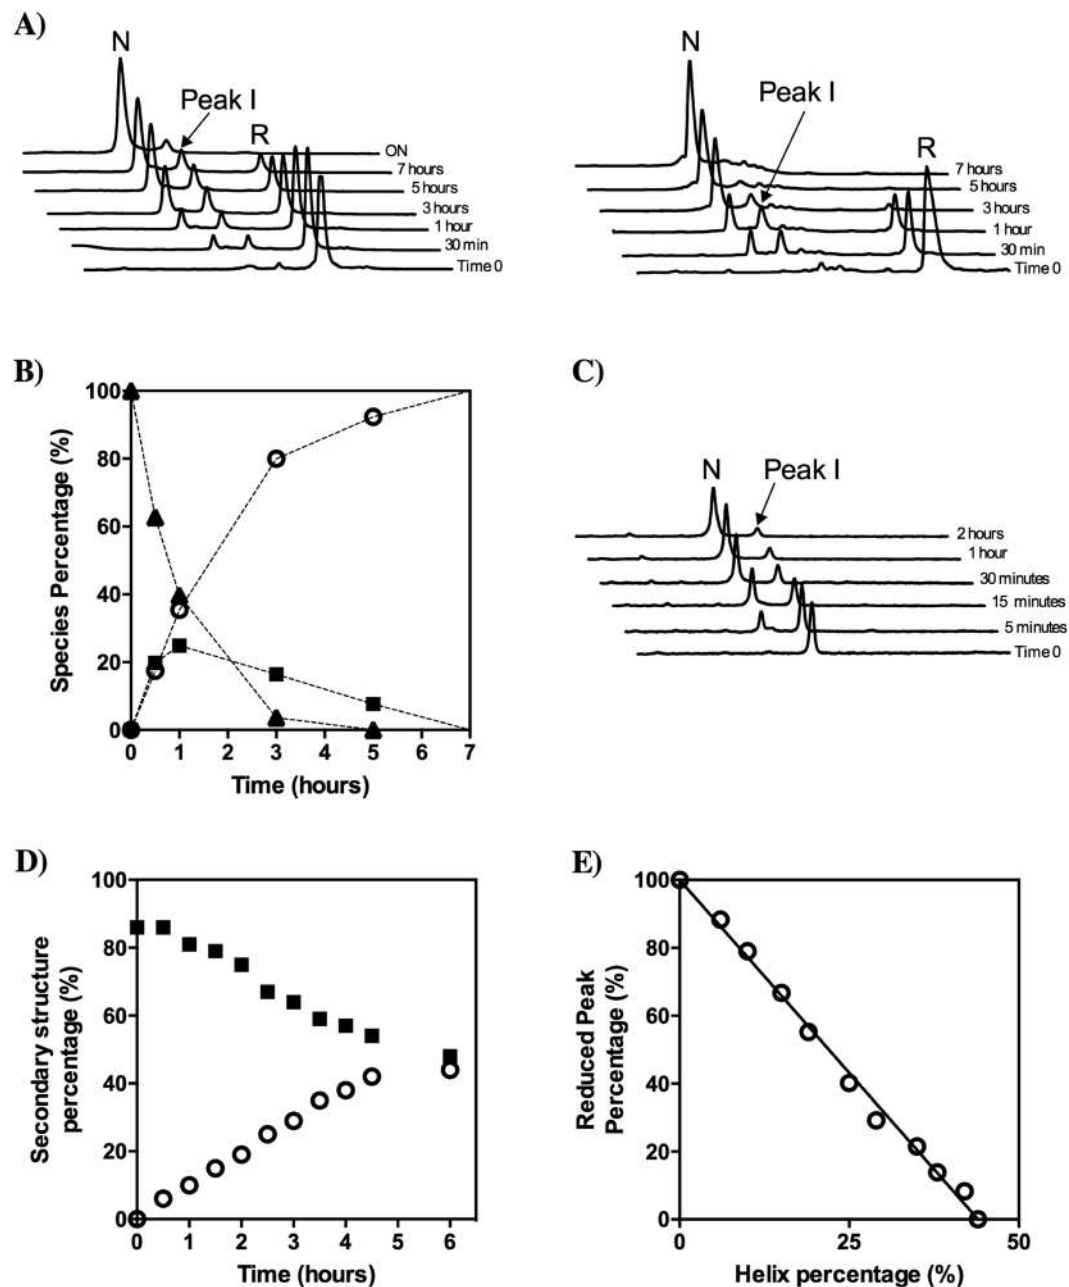 A)
N
Peak I
R
ON
7 hours
5 hours
3 hours
1 hour
30 min
Time 0
N
Peak I
R
7 hours
5 hours
3 hours
1 hour
30 min
Time 0
B)
Species Percentage (%)
100
80
60
40
20
0
0 1 2 3 4 5 6 7
Time (hours)
C)
N
Peak I
2 hours
1 hour
30 minutes
15 minutes
5 minutes
Time 0
D)
Secondary structure
percentage (%)
100
80
60
40
20
0
0 1 2 3 4 5 6
Time (hours)
E)
Reduced Peak
Percentage (%)
100
80
60
40
20
0
0 25 50
Helix percentage (%)